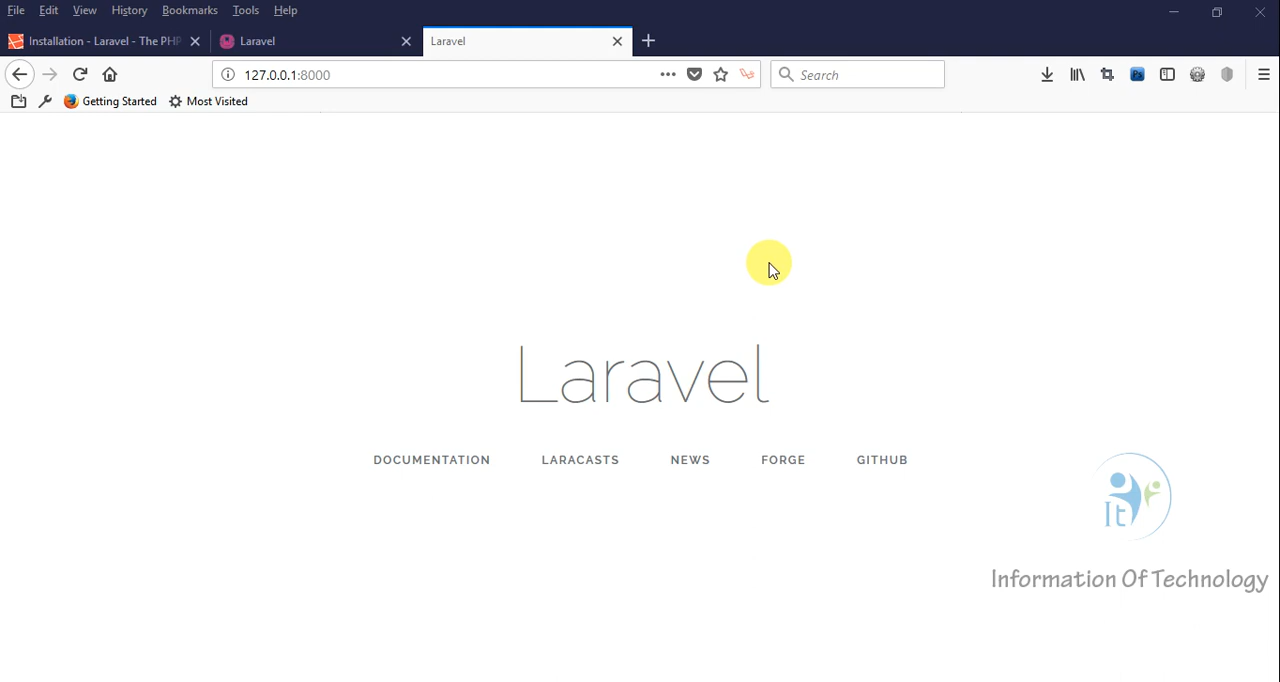 File Edit View History Bookmarks Tools Help
Installation - Laravel - The PHP Laravel Laravel
127.0.0.1:8000 Search
Getting Started Most Visited
Laravel
DOCUMENTATION LARACASTS NEWS FORGE GITHUB
It
Information Of Technology